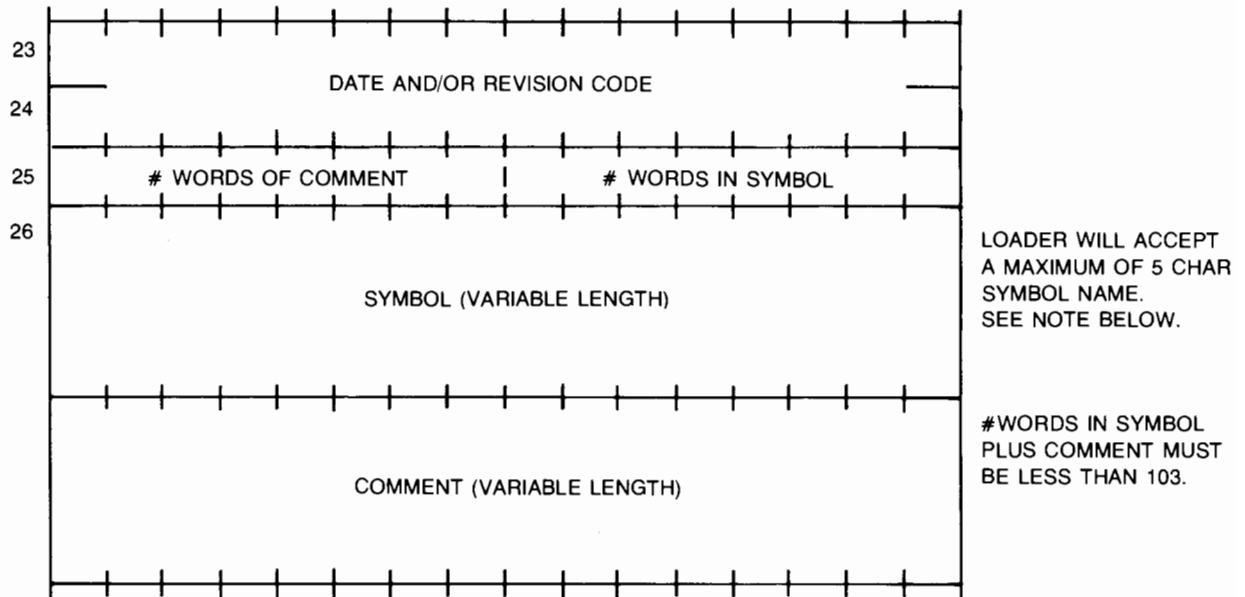 23
DATE AND/OR REVISION CODE
24
25
# WORDS OF COMMENT
# WORDS IN SYMBOL
26
LOADER WILL ACCEPT
A MAXIMUM OF 5 CHAR
SYMBOL NAME.
SEE NOTE BELOW.
SYMBOL (VARIABLE LENGTH)
#WORDS IN SYMBOL
PLUS COMMENT MUST
BE LESS THAN 103.
COMMENT (VARIABLE LENGTH)